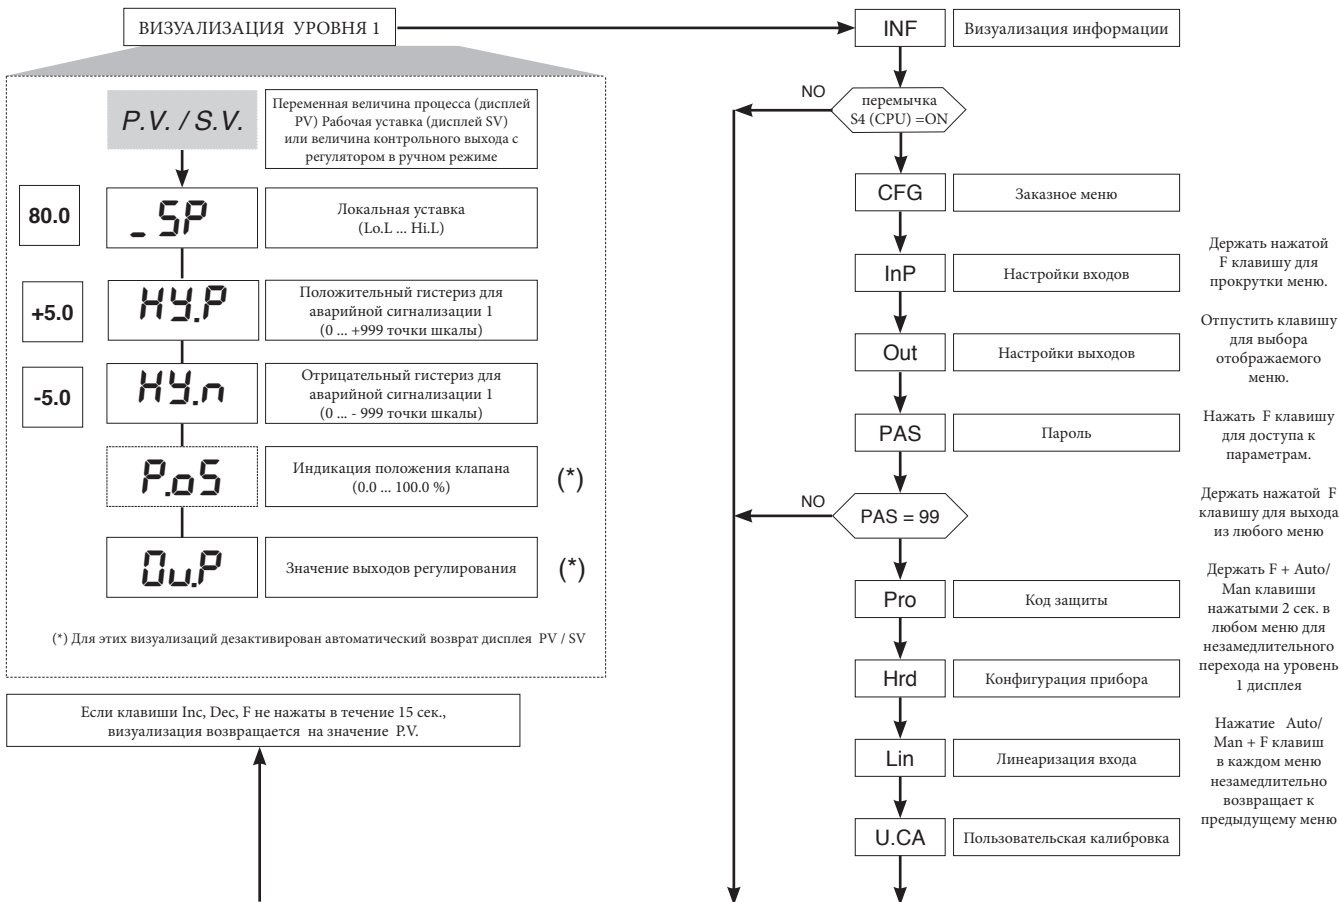 ВИЗУАЛИЗАЦИЯ УРОВНЯ 1
P.V. / S.V.
Переменная величина процесса (дисплей
PV) Рабочая уставка (дисплей SV)
или величина контрольного выхода с
регулятором в ручном режиме
80.0
_SP
Локальная уставка
(Lo.L ... Hi.L)
+5.0
HY.P
Положительный гистериз для
аварийной сигнализации 1
(0 ... +999 точки шкалы)
-5.0
HY.n
Отрицательный гистериз для
аварийной сигнализации 1
(0 ... - 999 точки шкалы)
P.oS
Индикация положения клапана
(0.0 ... 100.0 %)
(*)
Ou.P
Значение выходов регулирования
(*)
(*) Для этих визуализаций дезактивирован автоматический возврат дисплея PV / SV
Если клавиши Inc, Dec, F не нажаты в течение 15 сек.,
визуализация возвращается на значение P.V.
INF
Визуализация информации
NO
перемычка
S4 (CPU) =ON
CFG
Заказное меню
InP
Настройки входов
Out
Настройки выходов
PAS
Пароль
NO
PAS = 99
Pro
Код защиты
Hrd
Конфигурация прибора
Lin
Линеаризация входа
U.CA
Пользовательская калибровка
Держать нажатой
F клавишу для
прокрутки меню.
Отпустить клавишу
для выбора
отображаемого
меню.
Нажать F клавишу
для доступа к
параметрам.
Держать нажатой F
клавишу для выхода
из любого меню
Держать F + Auto/
Man клавиши
нажатыми 2 сек. в
любом меню для
незамедлительного
перехода на уровень
1 дисплея
Нажатие Auto/
Man + F клавиш
в каждом меню
незамедлительно
возвращает к
предыдущему меню